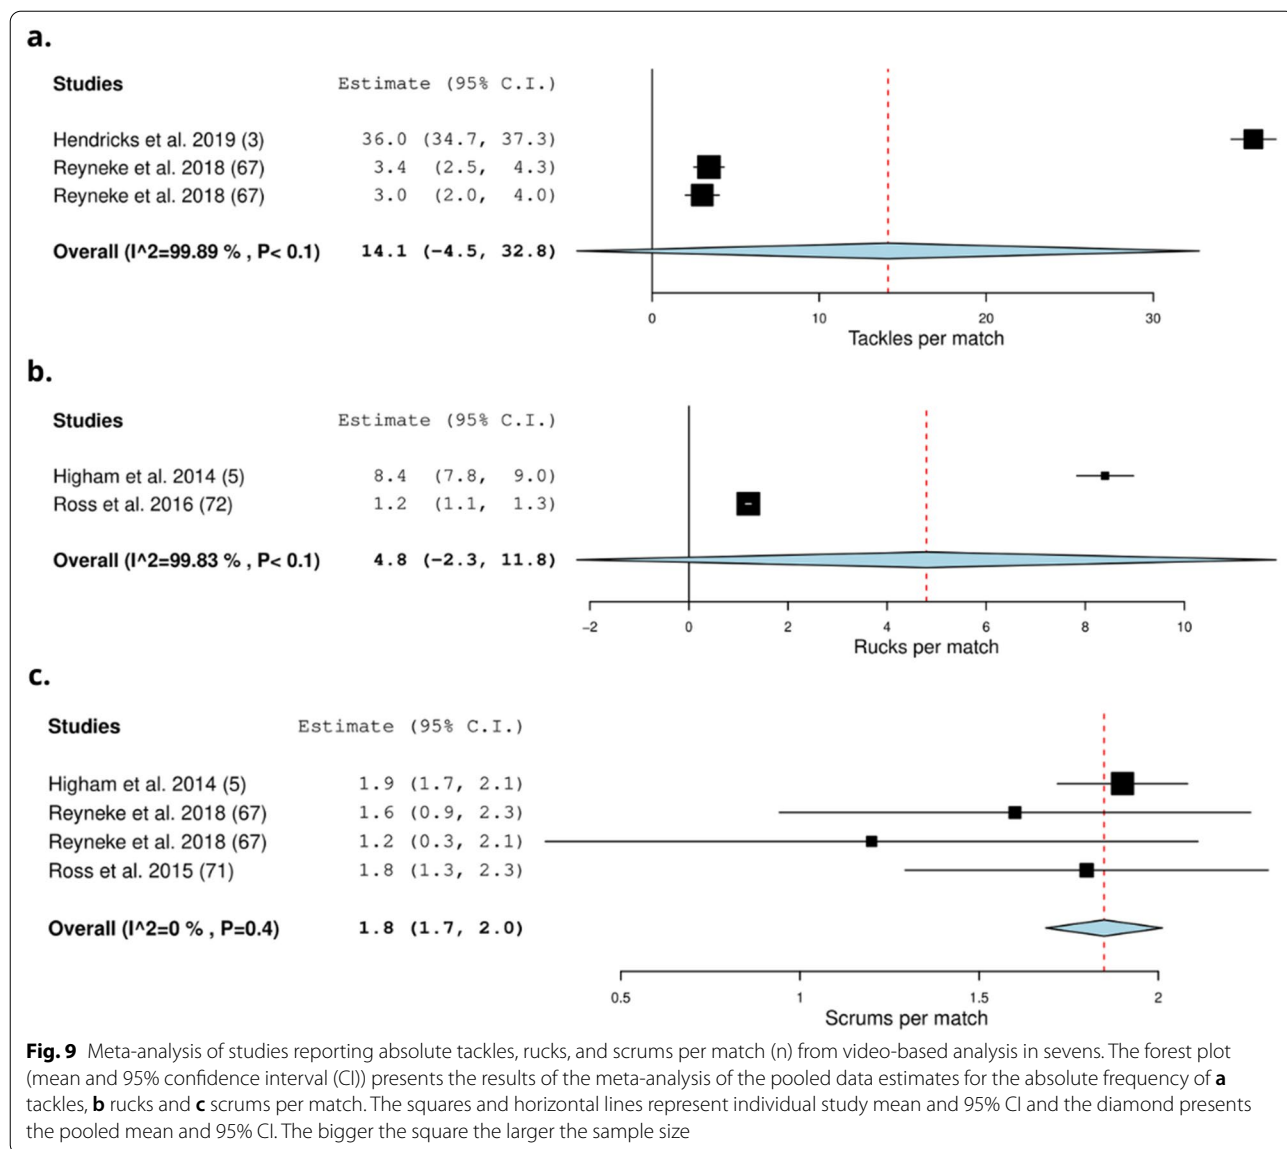 a.
Studies Estimate (95% C.I.)
Hendricks et al. 2019 (3) 36.0 (34.7, 37.3)
Reyneke et al. 2018 (67) 3.4 (2.5, 4.3)
Reyneke et al. 2018 (67) 3.0 (2.0, 4.0)
Overall (I^2=99.89 % , P< 0.1) 14.1 (−4.5, 32.8)
0 10 20 30
Tackles per match
b.
Studies Estimate (95% C.I.)
Higham et al. 2014 (5) 8.4 (7.8, 9.0)
Ross et al. 2016 (72) 1.2 (1.1, 1.3)
Overall (I^2=99.83 % , P< 0.1) 4.8 (−2.3, 11.8)
−2 0 2 4 6 8 10
Rucks per match
c.
Studies Estimate (95% C.I.)
Higham et al. 2014 (5) 1.9 (1.7, 2.1)
Reyneke et al. 2018 (67) 1.6 (0.9, 2.3)
Reyneke et al. 2018 (67) 1.2 (0.3, 2.1)
Ross et al. 2015 (71) 1.8 (1.3, 2.3)
Overall (I^2=0 % , P=0.4) 1.8 (1.7, 2.0)
0.5 1 1.5 2
Scrums per match
Fig. 9 Meta-analysis of studies reporting absolute tackles, rucks, and scrums per match (n) from video-based analysis in sevens. The forest plot
(mean and 95% confidence interval (CI)) presents the results of the meta-analysis of the pooled data estimates for the absolute frequency of a
tackles, b rucks and c scrums per match. The squares and horizontal lines represent individual study mean and 95% CI and the diamond presents
the pooled mean and 95% CI. The bigger the square the larger the sample size